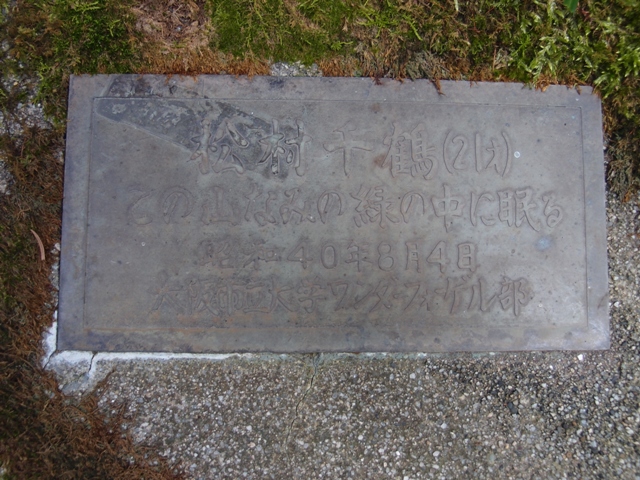 松村千鶴(21才)
この山なみの緑の中に眠る
昭和40年8月4日
大阪市立大学ワンダーフォーゲル部